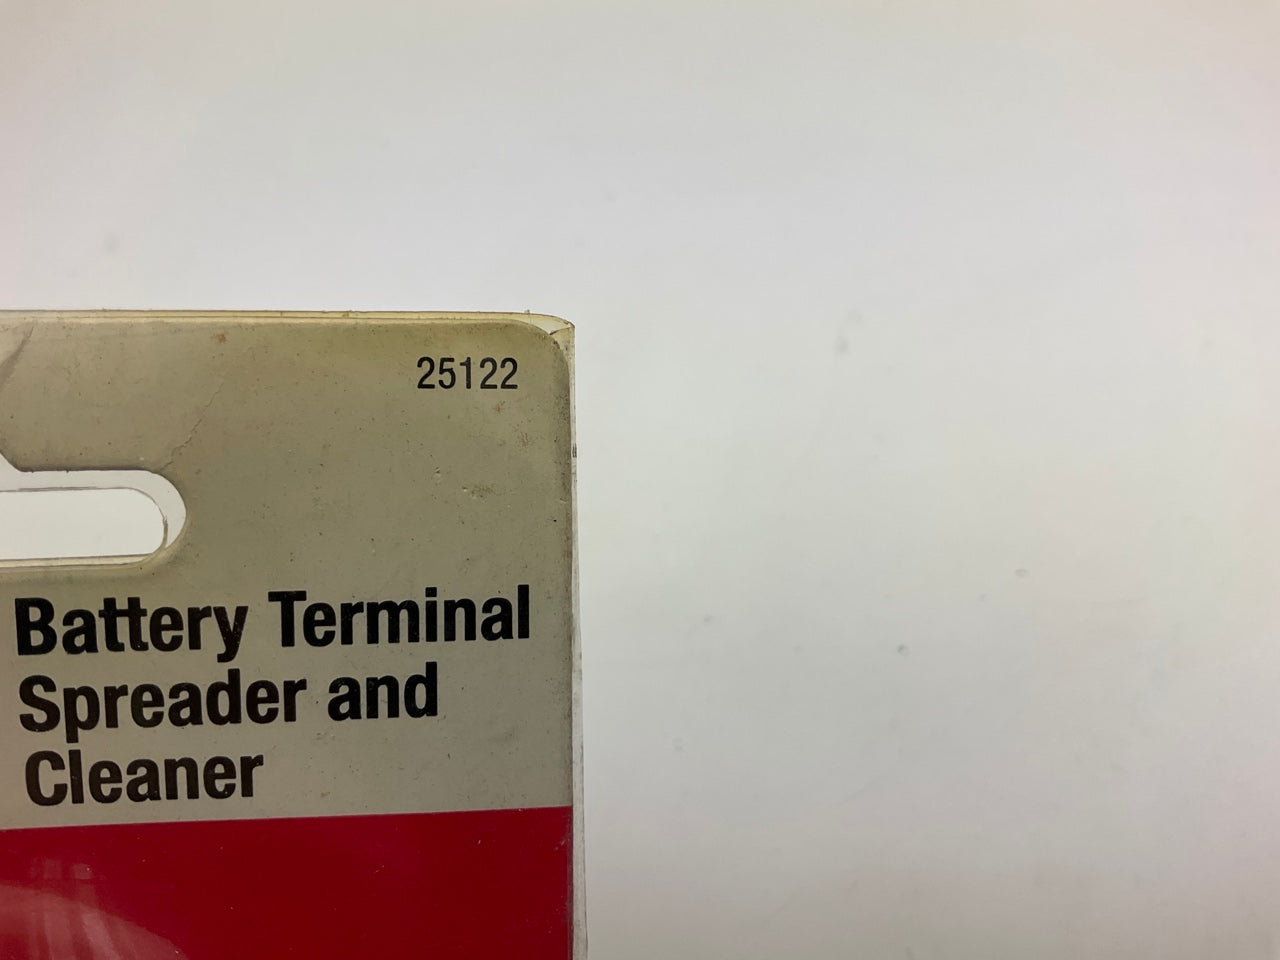 25122
Battery Terminal
Spreader and
Cleaner